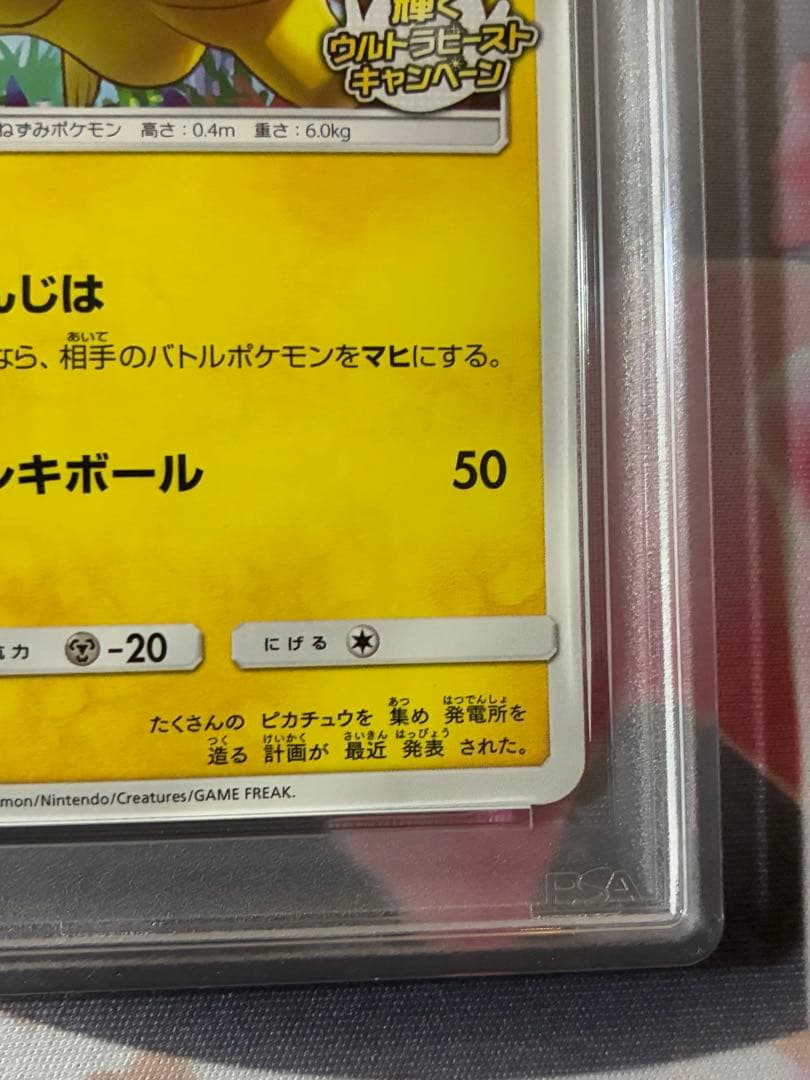 輝く
ウルトラビースト
キャンペーン
ねずみポケモン 高さ:0.4m 重さ:6.0kg
んじは
あいて
なら、相手のバトルポケモンをマヒにする。
キボール 50
抗力 -20 にげる
あつ はつでんしょ
たくさんの ピカチュウを 集め 発電所を
つく けいかく さいきん はっぴょう
造る 計画が 最近 発表 された。
mon/Nintendo/Creatures/GAME FREAK.
PSA